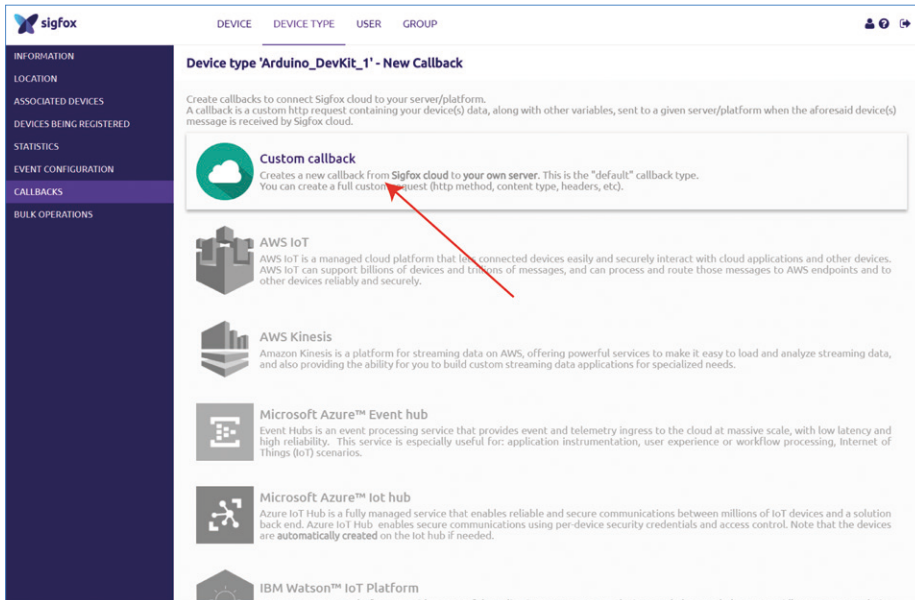 sigfox
DEVICE DEVICE TYPE USER GROUP
INFORMATION
LOCATION
ASSOCIATED DEVICES
DEVICES BEING REGISTERED
STATISTICS
EVENT CONFIGURATION
CALLBACKS
BULK OPERATIONS
Device type 'Arduino_DevKit_1' - New Callback
Create callbacks to connect Sigfox cloud to your server/platform.
A callback is a custom http request containing your device(s) data, along with other variables, sent to a given server/platform when the aforesaid device(s)
message is received by Sigfox cloud.
Custom callback
Creates a new callback from Sigfox cloud to your own server. This is the "default" callback type.
You can create a full custom request (http method, content type, headers, etc).
AWS IoT
AWS IoT is a managed cloud platform that lets connected devices easily and securely interact with cloud applications and other devices.
AWS IoT can support billions of devices and trillions of messages, and can process and route those messages to AWS endpoints and to
other devices reliably and securely.
AWS Kinesis
Amazon Kinesis is a platform for streaming data on AWS, offering powerful services to make it easy to load and analyze streaming data,
and also providing the ability for you to build custom streaming data applications for specialized needs.
Microsoft Azure™ Event hub
Event Hubs is an event processing service that provides event and telemetry ingress to the cloud at massive scale, with low latency and
high reliability. This service is especially useful for: application instrumentation, user experience or workflow processing, Internet of
Things (IoT) scenarios.
Microsoft Azure™ Iot hub
Azure IoT Hub is a fully managed service that enables reliable and secure communications between millions of IoT devices and a solution
back end. Azure IoT Hub enables secure communications using per-device security credentials and access control. Note that the devices
are automatically created on the Iot hub if needed.
IBM Watson™ IoT Platform